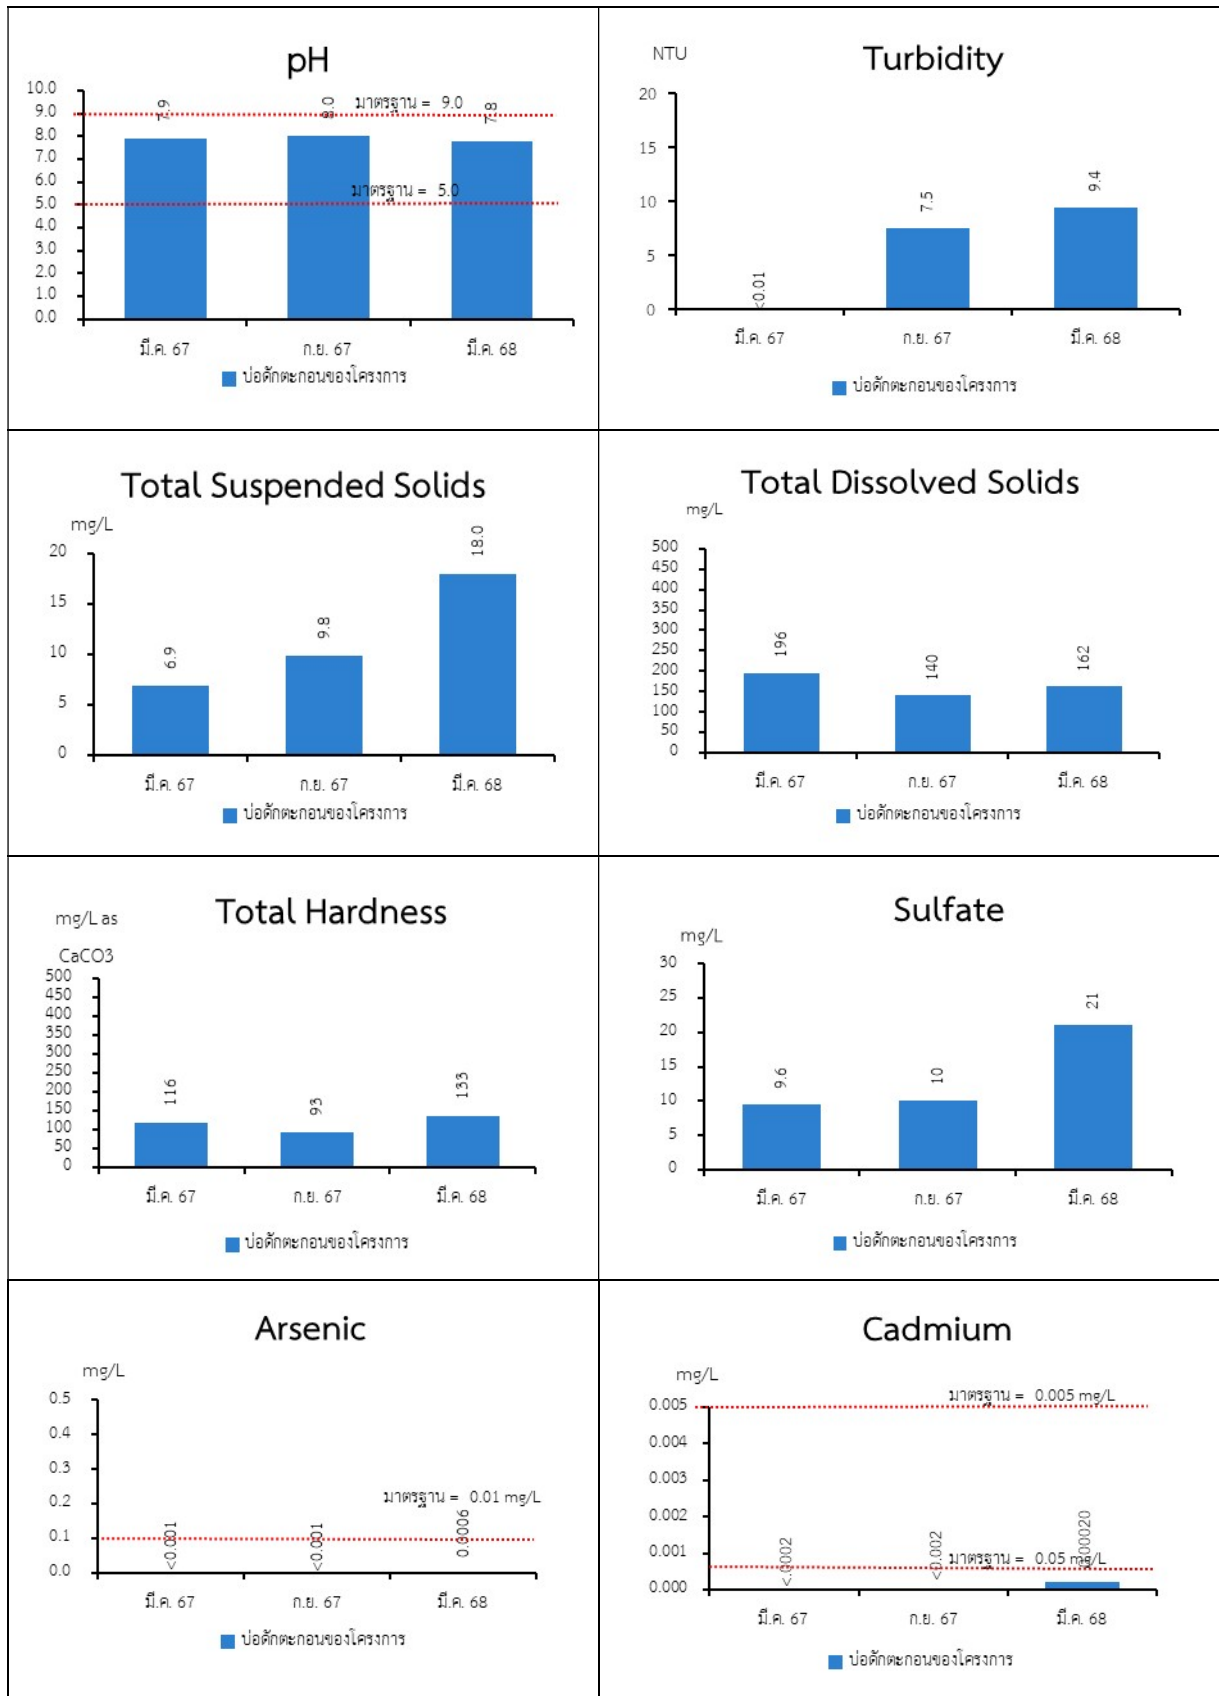 pH
10.0
9.0
8.0
7.0
6.0
5.0
4.0
3.0
2.0
1.0
0.0
7.9
8.0
7.8
มาตรฐาน = 9.0
มาตรฐาน = 5.0
มี.ค. 67
ก.ย. 67
มี.ค. 68
บ่อดักตะกอนของโครงการ
NTU
Turbidity
20
15
10
5
0
<0.01
7.5
9.4
มี.ค. 67
ก.ย. 67
มี.ค. 68
บ่อดักตะกอนของโครงการ
Total Suspended Solids
mg/L
20
15
10
5
0
6.9
9.8
18.0
มี.ค. 67
ก.ย. 67
มี.ค. 68
บ่อดักตะกอนของโครงการ
Total Dissolved Solids
mg/L
500
450
400
350
300
250
200
150
100
50
0
196
140
162
มี.ค. 67
ก.ย. 67
มี.ค. 68
บ่อดักตะกอนของโครงการ
Total Hardness
mg/L as
CaCO3
500
450
400
350
300
250
200
150
100
50
0
116
93
133
มี.ค. 67
ก.ย. 67
มี.ค. 68
บ่อดักตะกอนของโครงการ
Sulfate
mg/L
30
25
20
15
10
5
0
9.6
10
21
มี.ค. 67
ก.ย. 67
มี.ค. 68
บ่อดักตะกอนของโครงการ
Arsenic
mg/L
0.5
0.4
0.3
0.2
0.1
0.0
มาตรฐาน = 0.01 mg/L
<0.001
<0.001
0.0006
มี.ค. 67
ก.ย. 67
มี.ค. 68
บ่อดักตะกอนของโครงการ
Cadmium
mg/L
มาตรฐาน = 0.005 mg/L
0.005
0.004
0.003
0.002
0.001
0.000
<.0002
<0.002
0.00020
มาตรฐาน = 0.05 mg/L
มี.ค. 67
ก.ย. 67
มี.ค. 68
บ่อดักตะกอนของโครงการ